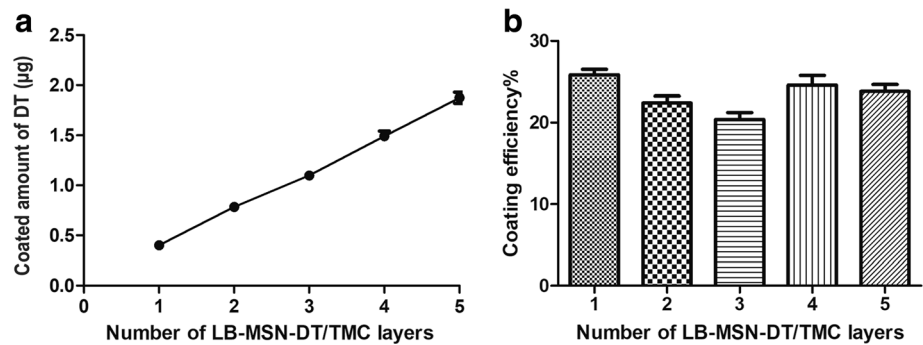 a
2.5
2.0
1.5
1.0
0.5
0.0
0 1 2 3 4 5
Coated amount of DT (µg)
Number of LB-MSN-DT/TMC layers
b
30
20
10
0
1 2 3 4 5
Coating efficiency%
Number of LB-MSN-DT/TMC layers